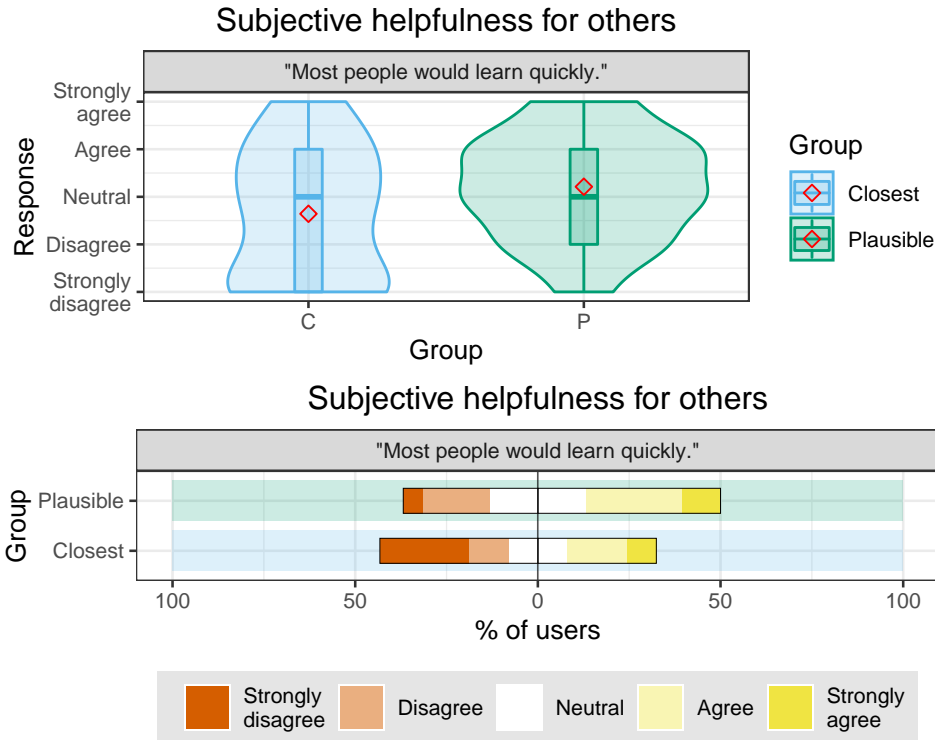 Subjective helpfulness for others
"Most people would learn quickly."
Response
Strongly
agree
Agree
Neutral
Disagree
Strongly
disagree
C
P
Group
Group
Closest
Plausible
Subjective helpfulness for others
"Most people would learn quickly."
Group
Plausible
Closest
100
50
0
50
100
% of users
Strongly
disagree
Disagree
Neutral
Agree
Strongly
agree